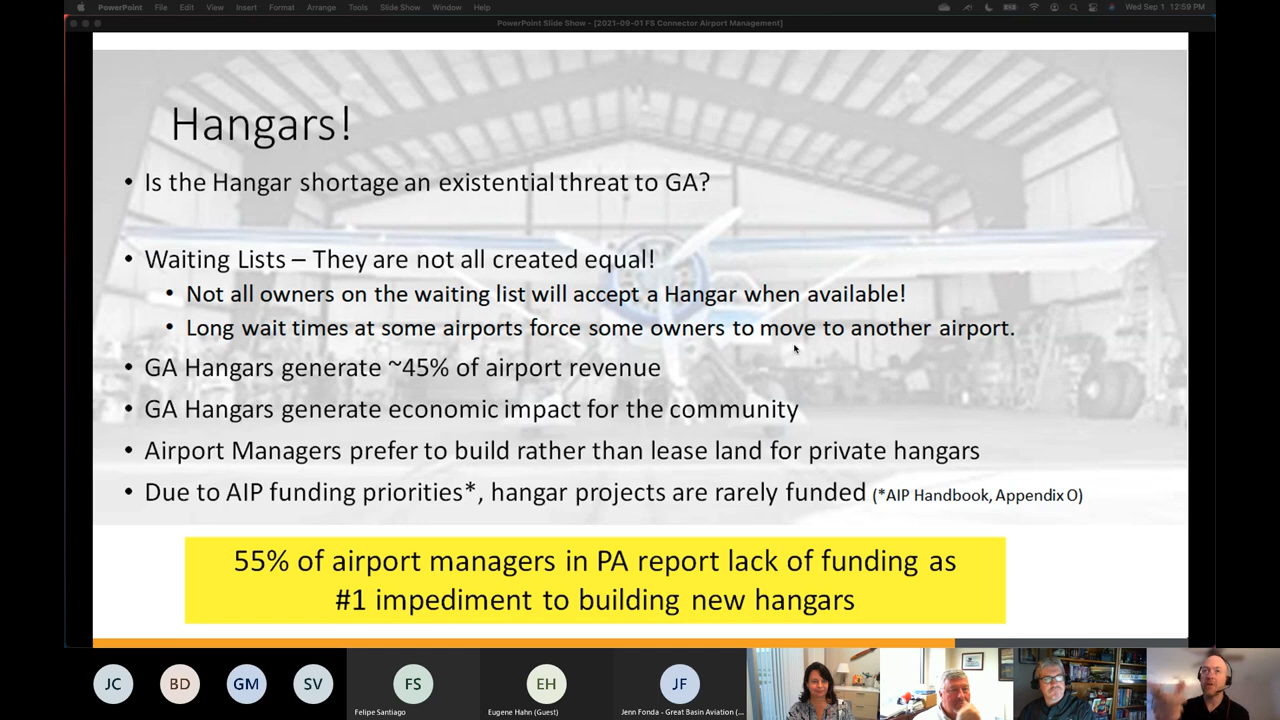 PowerPoint File Edit View Insert Format Arrange Tools Slide Show Window Help Wed Sep 1 12:59 PM
PowerPoint Slide Show - [2021-09-01 FS Connector Airport Management]
Hangars!
• Is the Hangar shortage an existential threat to GA?
• Waiting Lists – They are not all created equal!
• Not all owners on the waiting list will accept a Hangar when available!
• Long wait times at some airports force some owners to move to another airport.
• GA Hangars generate ~45% of airport revenue
• GA Hangars generate economic impact for the community
• Airport Managers prefer to build rather than lease land for private hangars
• Due to AIP funding priorities*, hangar projects are rarely funded (*AIP Handbook, Appendix O)
55% of airport managers in PA report lack of funding as
#1 impediment to building new hangars
JC BD GM SV FS EH JF
Felipe Santiago Eugene Hahn (Guest) Jenn Fonda - Great Basin Aviation (...